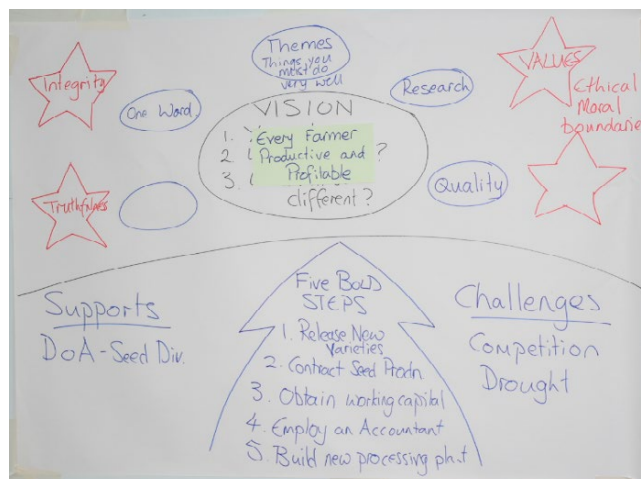 Themes
Things you
must do
very well
Integrity
One Word
Research
VALUES
Ethical
Moral
boundaries
VISION
1.
Every Farmer
2
Productive and
?
3.
Profilable
different?
Truthfulness
Quality
Supports
DoA-Seed Div.
Five Bold
STEPS
1. Release New
Varieties
2. Contract Seed Prodn
3. Obtain working capital
4. Employ an Accountant
5. Build new processing plant
Challenges
Competition
Drought